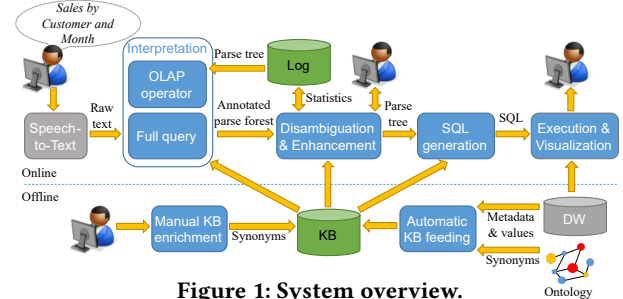 Sales by
Customer and
Month
Interpretation
OLAP
operator
Full query
Parse tree
Log
Statistics
Speech-
to-Text
Raw
text
Annotated
parse forest
Disambiguation
& Enhancement
Parse
tree
SQL
generation
SQL
Execution &
Visualization
Online
Offline
Manual KB
enrichment
Synonyms
KB
Automatic
KB feeding
Metadata
& values
Synonyms
DW
Ontology
Figure 1: System overview.